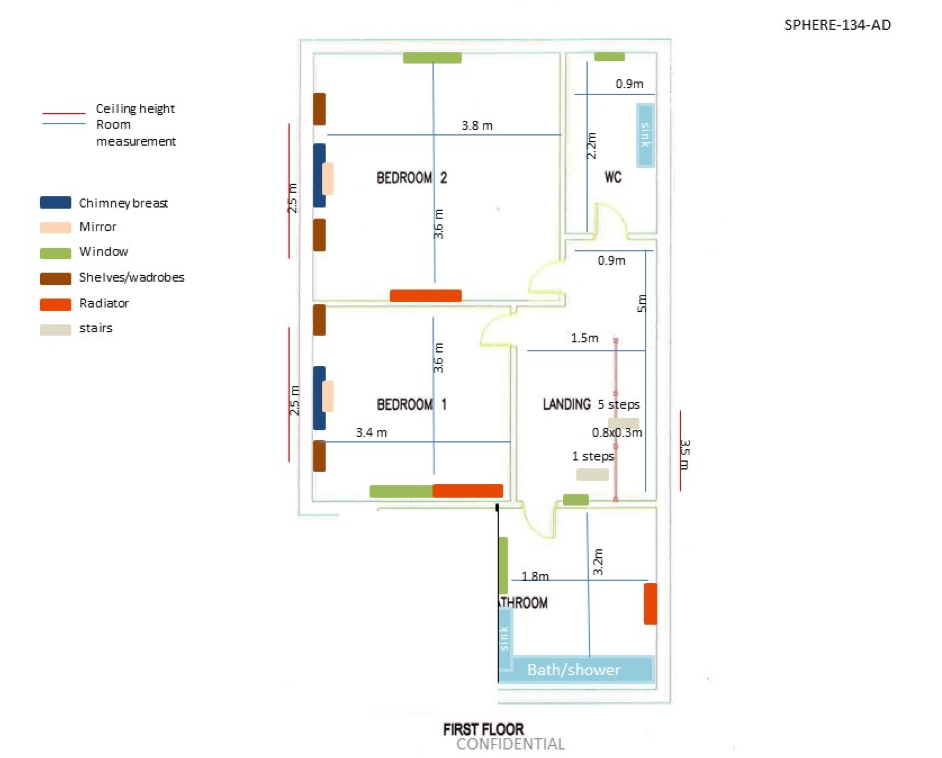 SPHERE-134-AD
Ceiling height
Room
measurement
Chimney breast
Mirror
Window
Shelves/wadrobes
Radiator
stairs
2.5 m
3.8 m
BEDROOM 2
3.6 m
0.9m
sink
2.2m
WC
0.9m
5m
1.5m
2.5 m
3.6 m
BEDROOM 1
3.4 m
LANDING 5 steps
0.8x0.3m
1 steps
3.5 m
3.2m
1.8m
ATHROOM
sink
Bath/shower
FIRST FLOOR
CONFIDENTIAL